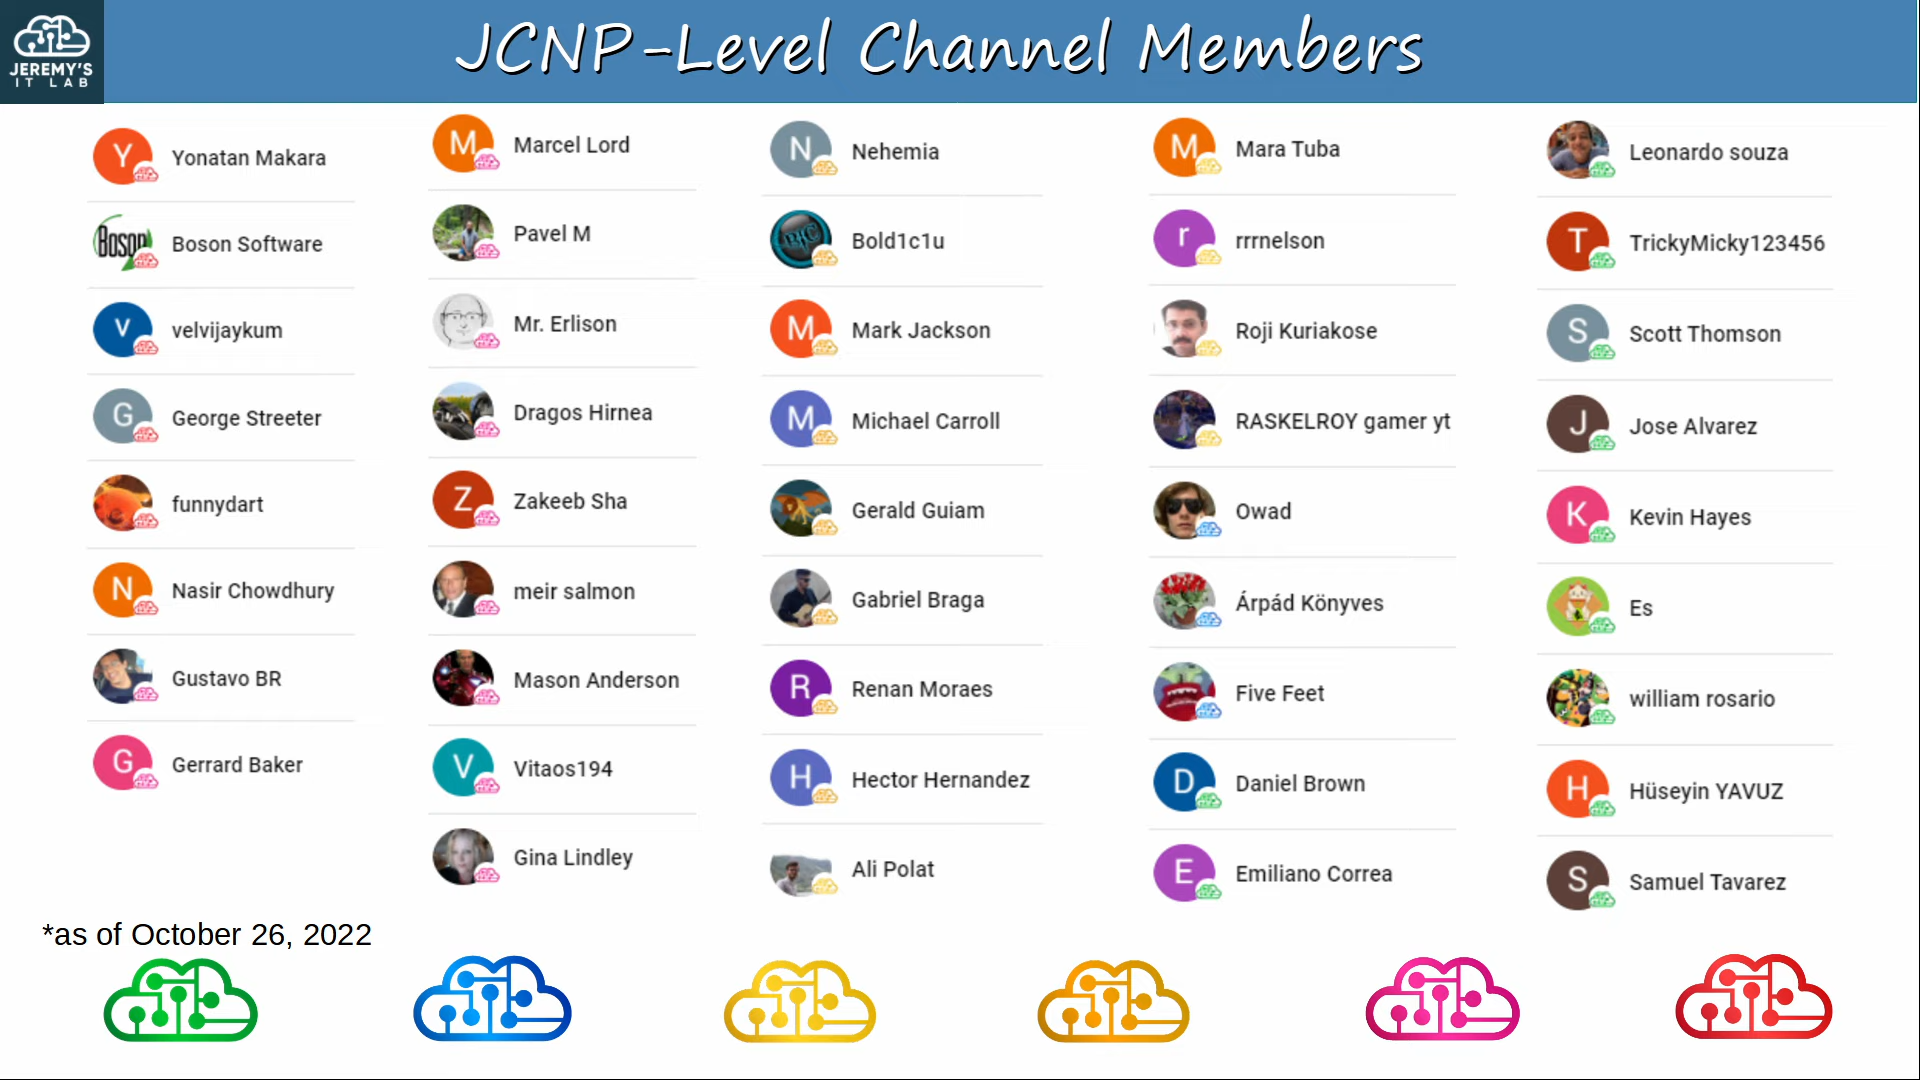 JEREMY'S
IT LAB
JCNP-Level Channel Members
Y
Yonatan Makara
Boson
Boson Software
V
velvijaykum
G
George Streeter
funnydart
N
Nasir Chowdhury
Gustavo BR
G
Gerrard Baker
M
Marcel Lord
Pavel M
Mr. Erlison
Dragos Hirnea
Z
Zakeeb Sha
meir salmon
Mason Anderson
V
Vitaos194
Gina Lindley
N
Nehemia
Bold1c1u
M
Mark Jackson
M
Michael Carroll
Gerald Guiam
Gabriel Braga
R
Renan Moraes
H
Hector Hernandez
Ali Polat
M
Mara Tuba
r
rrrnelson
Roji Kuriakose
RASKELROY gamer yt
Owad
Árpád Könyves
Five Feet
D
Daniel Brown
E
Emiliano Correa
Leonardo souza
T
TrickyMicky123456
S
Scott Thomson
J
Jose Alvarez
K
Kevin Hayes
Es
william rosario
H
Hüseyin YAVUZ
S
Samuel Tavarez
*as of October 26, 2022